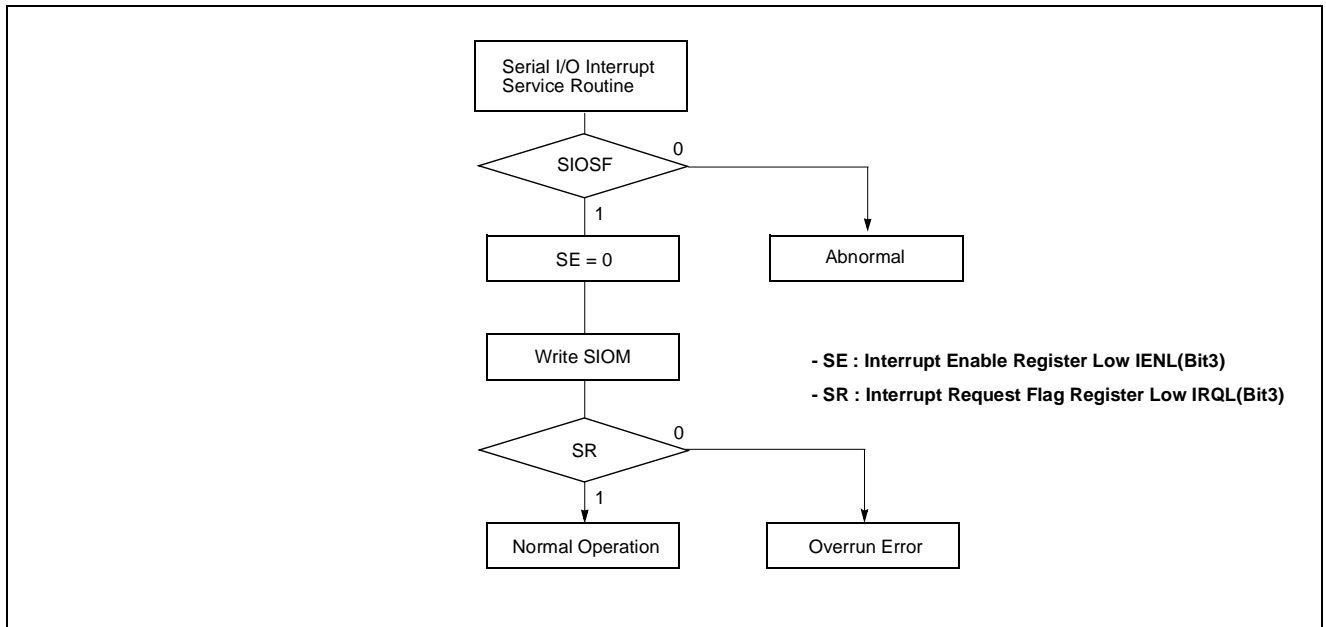 Serial I/O Interrupt
Service Routine
SIOSF
0
1
SE = 0
Abnormal
Write SIOM
- SE : Interrupt Enable Register Low IENL(Bit3)
- SR : Interrupt Request Flag Register Low IRQL(Bit3)
SR
0
1
Normal Operation
Overrun Error